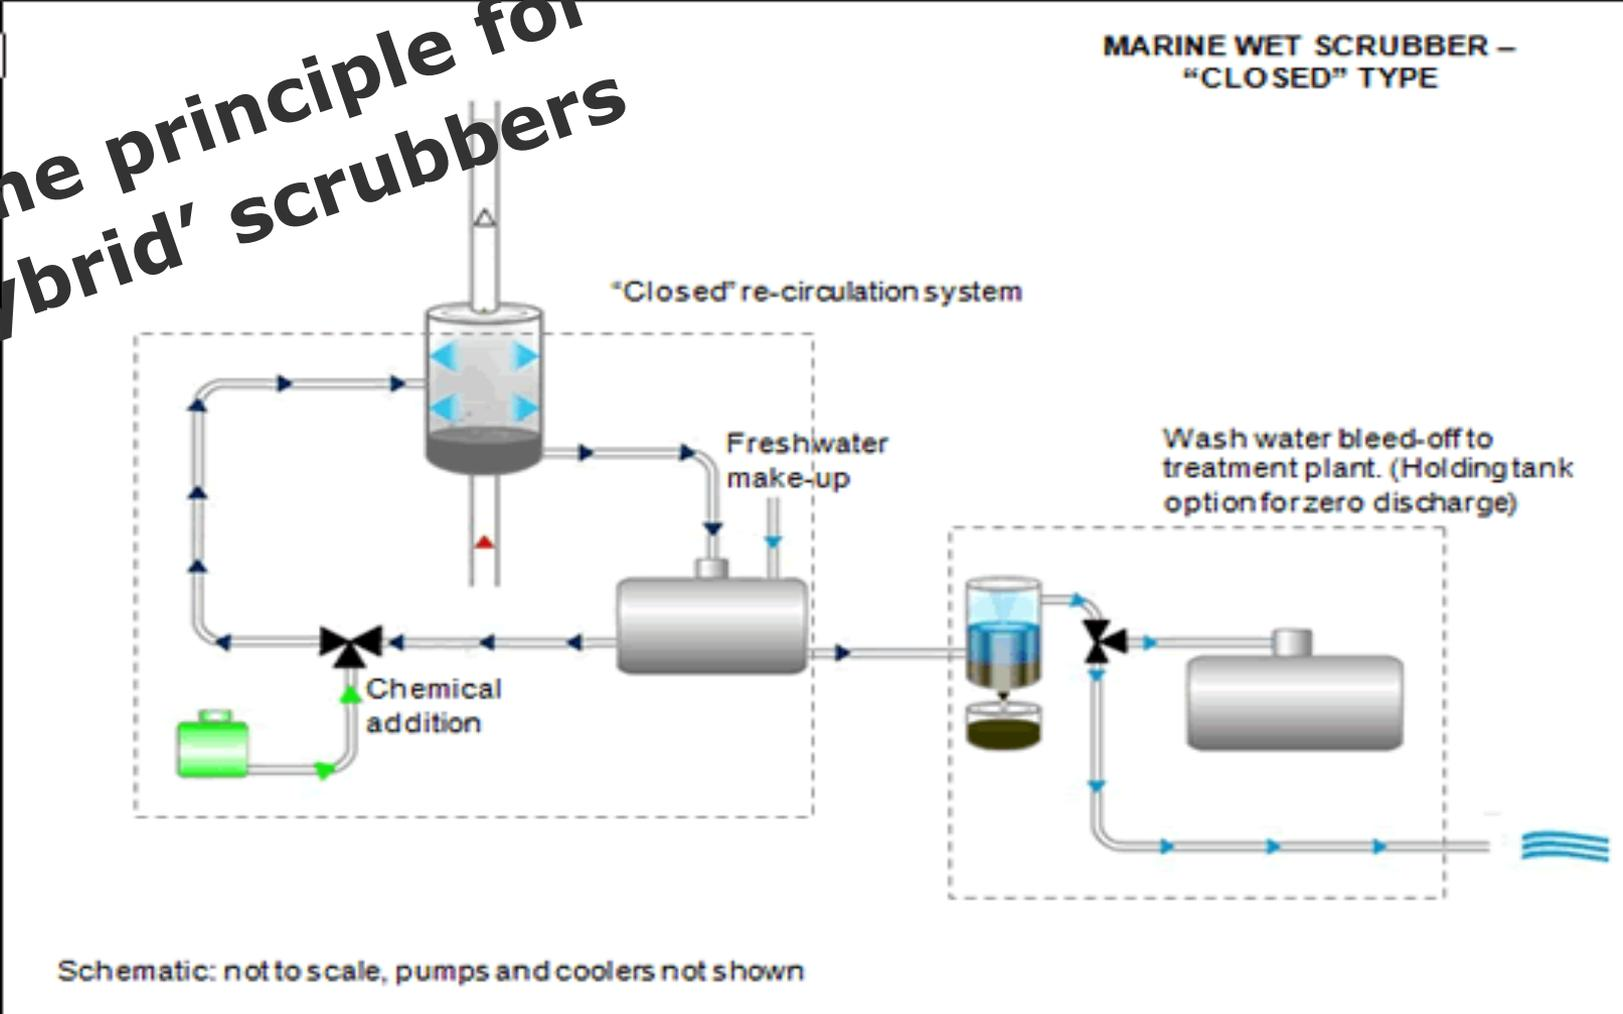 he principle for
ybrid’ scrubbers
MARINE WET SCRUBBER –
“CLOSED” TYPE
“Closed” re-circulation system
Freshwater
make-up
Wash water bleed-off to
treatment plant. (Holding tank
option for zero discharge)
Chemical
addition
Schematic: not to scale, pumps and coolers not shown